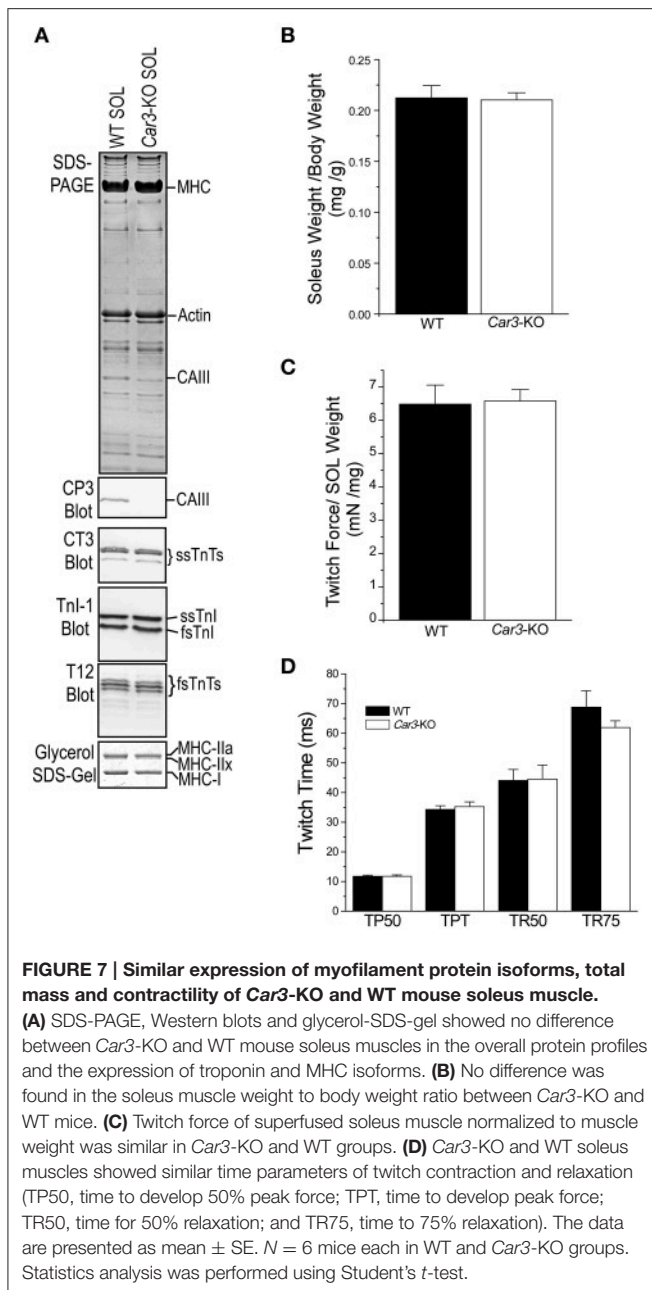 A
WT SOL
Car3-KO SOL
SDS-
PAGE
MHC
Actin
CAIII
CP3
Blot
CAIII
CT3
Blot
ssTnTs
TnI-1
Blot
ssTnI
fsTnI
T12
Blot
fsTnTs
Glycerol
SDS-Gel
MHC-IIa
MHC-IIx
MHC-I
B
Soleus Weight /Body Weight
(mg /g)
0.25
0.20
0.15
0.10
0.05
0.00
WT
Car3-KO
C
Twitch Force/ SOL Weight
(mN /mg)
7
6
5
4
3
2
1
0
WT
Car3-KO
D
Twitch Time (ms)
80
70
60
50
40
30
20
10
0
WT
Car3-KO
TP50
TPT
TR50
TR75
FIGURE 7 | Similar expression of myofilament protein isoforms, total
mass and contractility of Car3-KO and WT mouse soleus muscle.
(A) SDS-PAGE, Western blots and glycerol-SDS-gel showed no difference
between Car3-KO and WT mouse soleus muscles in the overall protein profiles
and the expression of troponin and MHC isoforms. (B) No difference was
found in the soleus muscle weight to body weight ratio between Car3-KO and
WT mice. (C) Twitch force of superfused soleus muscle normalized to muscle
weight was similar in Car3-KO and WT groups. (D) Car3-KO and WT soleus
muscles showed similar time parameters of twitch contraction and relaxation
(TP50, time to develop 50% peak force; TPT, time to develop peak force;
TR50, time for 50% relaxation; and TR75, time to 75% relaxation). The data
are presented as mean ± SE. N = 6 mice each in WT and Car3-KO groups.
Statistics analysis was performed using Student's t-test.